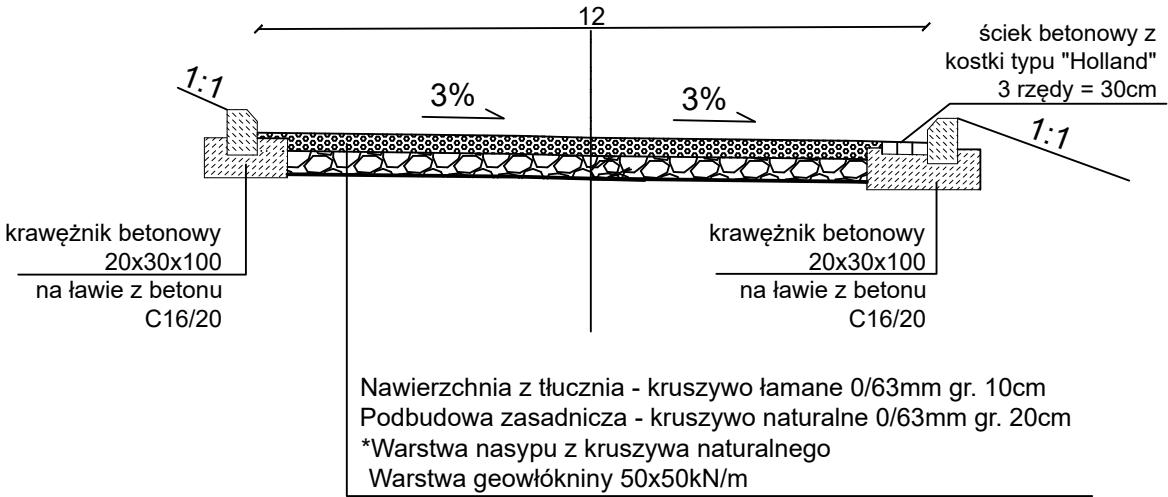 12
ściek betonowy z
kostki typu "Holland"
3 rzędy = 30cm
1:1
3%
3%
1:1
krawężnik betonowy
20x30x100
na ławie z betonu
C16/20
krawężnik betonowy
20x30x100
na ławie z betonu
C16/20
Nawierzchnia z tłucznia - kruszywo łamane 0/63mm gr. 10cm
Podbudowa zasadnicza - kruszywo naturalne 0/63mm gr. 20cm
*Warstwa nasypu z kruszywa naturalnego
Warstwa geowłókniny 50x50kN/m